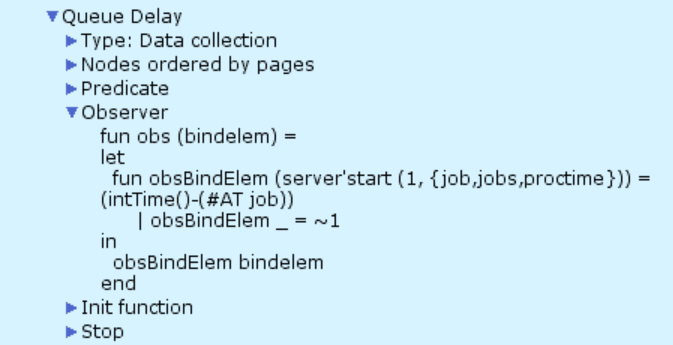 Queue Delay
Type: Data collection
Nodes ordered by pages
Predicate
Observer
fun obs (bindelem) =
let
fun obsBindElem (server'start (1, {job,jobs,proctime})) =
(intTime()-(#AT job))
| obsBindElem _ = ~1
in
obsBindElem bindelem
end
Init function
Stop